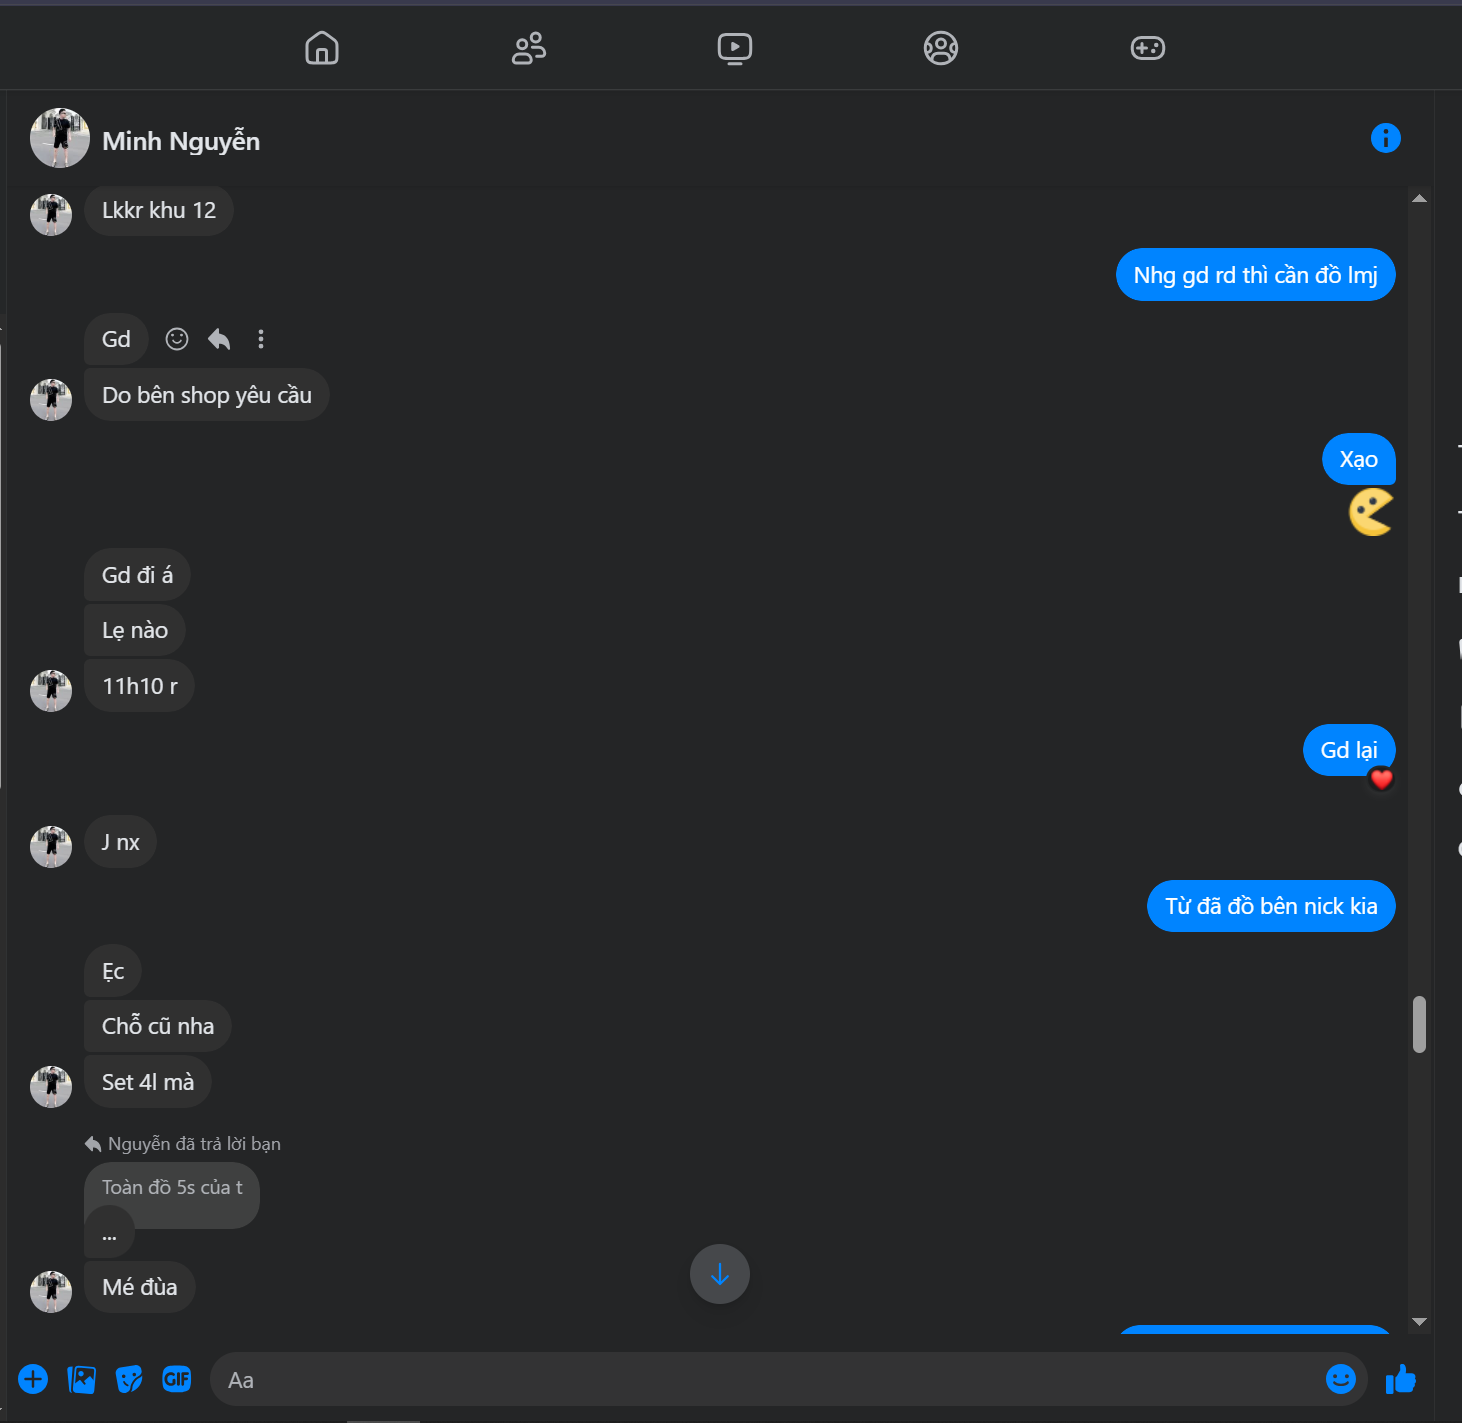 Minh Nguyễn
Lkkr khu 12
Nhg gd rd thì cần đồ lmj
Gd
Do bên shop yêu cầu
Xạo
Gd đi á
Lẹ nào
11h10 r
Gd lại
J nx
Từ đã đồ bên nick kia
Ẹc
Chỗ cũ nha
Set 4l mà
Nguyễn đã trả lời bạn
Toàn đồ 5s của t
...
Mé đùa
GIF
Aa